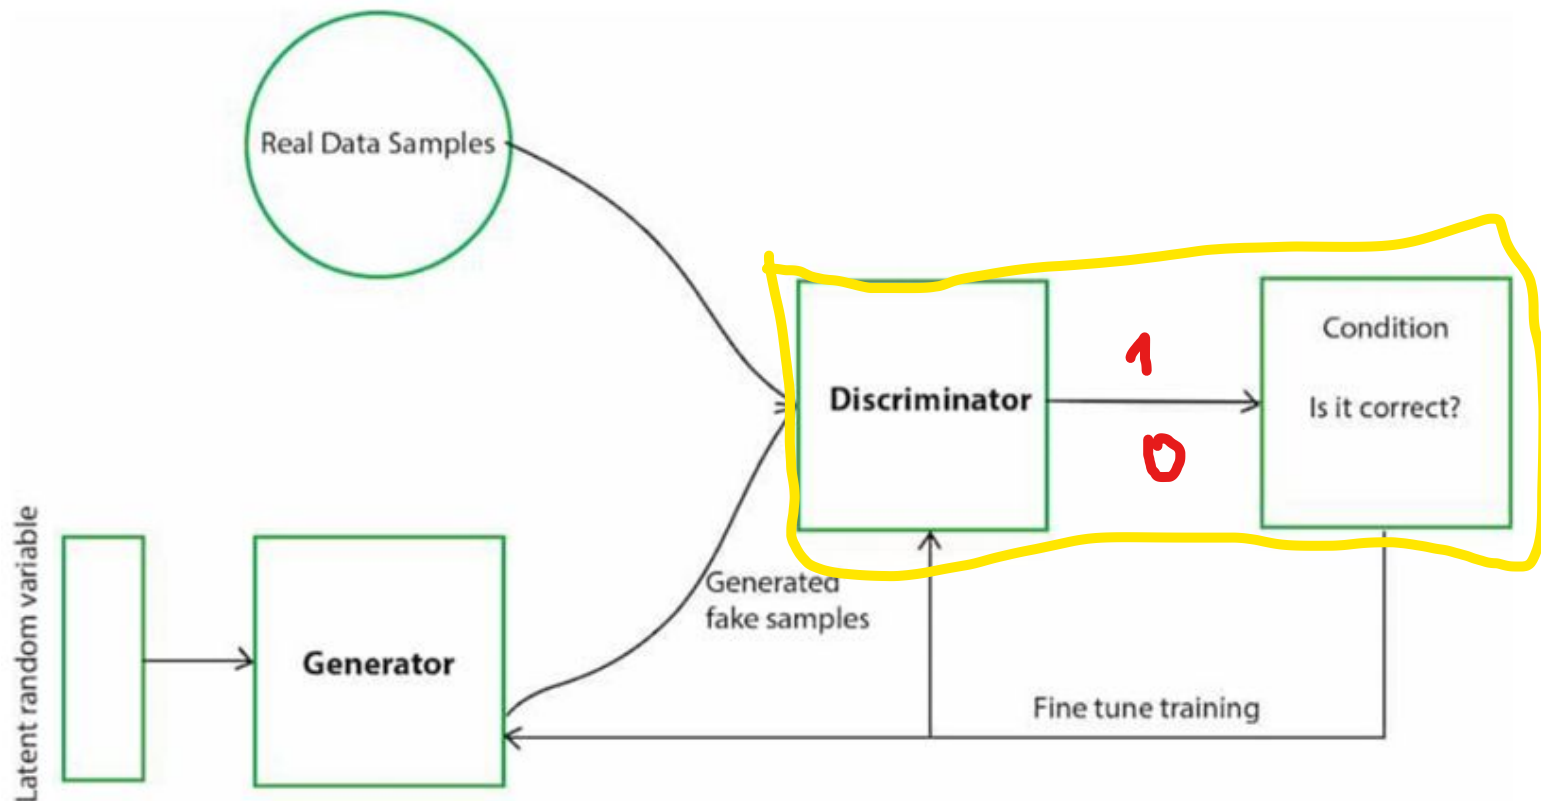 Real Data Samples
Discriminator
1
0
Condition
Is it correct?
Latent random variable
Generator
Generated
fake samples
Fine tune training